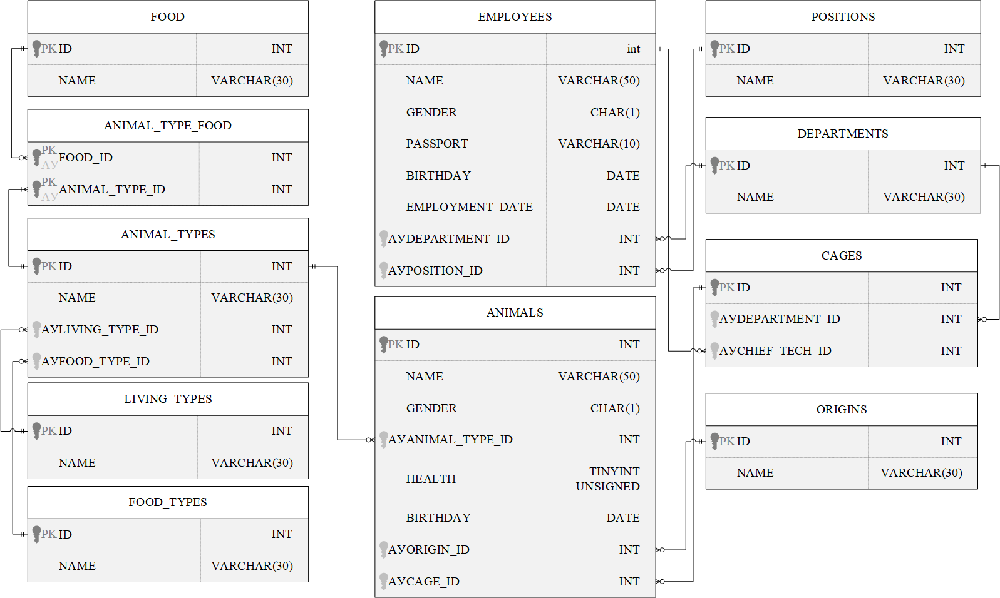 FOOD
PK ID INT
NAME VARCHAR(30)
ANIMAL_TYPE_FOOD
PK
АУ FOOD_ID INT
PK
АУ ANIMAL_TYPE_ID INT
ANIMAL_TYPES
PK ID INT
NAME VARCHAR(30)
АУLIVING_TYPE_ID INT
АУFOOD_TYPE_ID INT
LIVING_TYPES
PK ID INT
NAME VARCHAR(30)
FOOD_TYPES
PK ID INT
NAME VARCHAR(30)
EMPLOYEES
PK ID int
NAME VARCHAR(50)
GENDER CHAR(1)
PASSPORT VARCHAR(10)
BIRTHDAY DATE
EMPLOYMENT_DATE DATE
АУDEPARTMENT_ID INT
АУPOSITION_ID INT
ANIMALS
PK ID INT
NAME VARCHAR(50)
GENDER CHAR(1)
АУANIMAL_TYPE_ID INT
HEALTH TINYINT
UNSIGNED
BIRTHDAY DATE
АУORIGIN_ID INT
АУCAGE_ID INT
POSITIONS
PK ID INT
NAME VARCHAR(30)
DEPARTMENTS
PK ID INT
NAME VARCHAR(30)
CAGES
PK ID INT
АУDEPARTMENT_ID INT
АУCHIEF_TECH_ID INT
ORIGINS
PK ID INT
NAME VARCHAR(30)